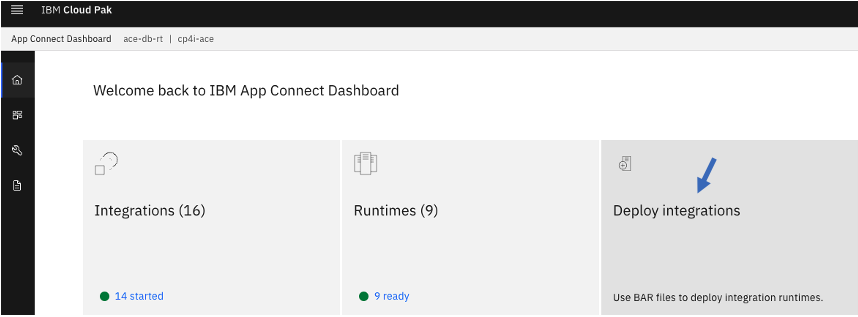 IBM Cloud Pak
App Connect Dashboard ace-db-rt | cp4i-ace
Welcome back to IBM App Connect Dashboard
Integrations (16)
14 started
Runtimes (9)
9 ready
Deploy integrations
Use BAR files to deploy integration runtimes.